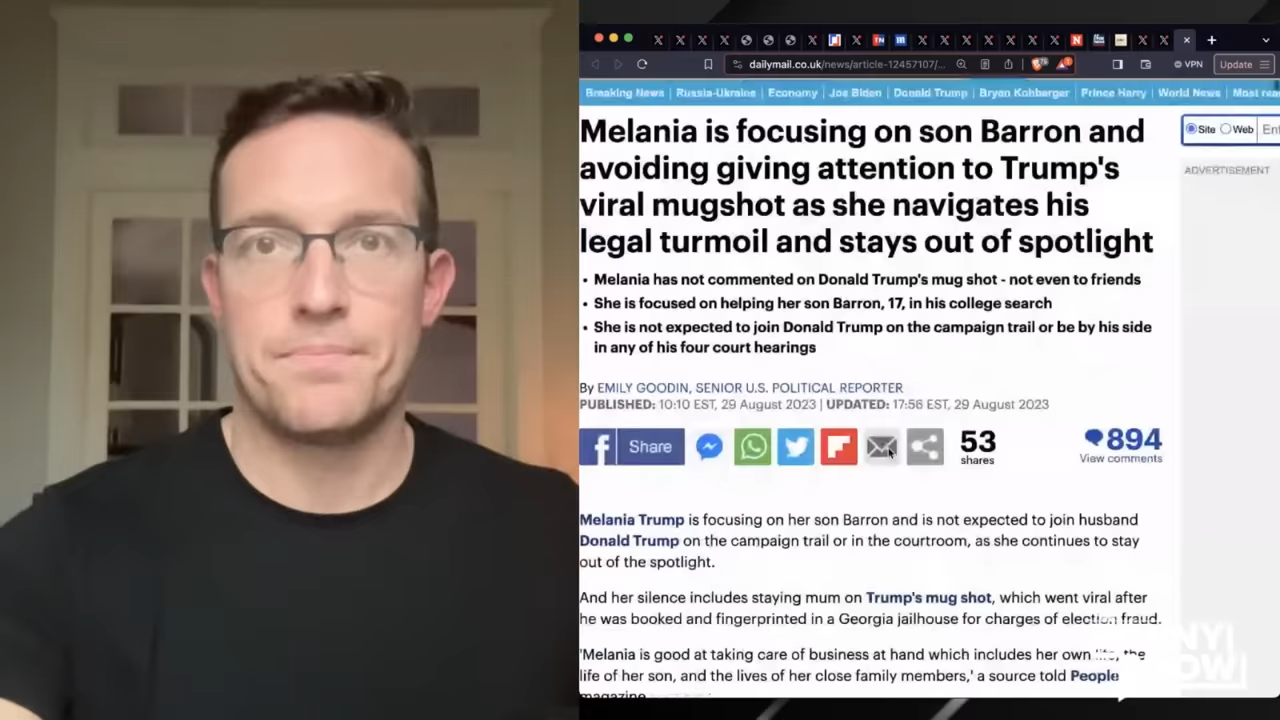 dailymail.co.uk/news/article-12457107/...
VPN
Update
Breaking News | Russia-Ukraine | Economy | Joe Biden | Donald Trump | Bryan Kohberger | Prince Harry | World News | Most rea
Melania is focusing on son Barron and
avoiding giving attention to Trump's
viral mugshot as she navigates his
legal turmoil and stays out of spotlight
Site Web
ADVERTISEMENT
• Melania has not commented on Donald Trump's mug shot - not even to friends
• She is focused on helping her son Barron, 17, in his college search
• She is not expected to join Donald Trump on the campaign trail or be by his side
in any of his four court hearings
By EMILY GOODIN, SENIOR U.S. POLITICAL REPORTER
PUBLISHED: 10:10 EST, 29 August 2023 | UPDATED: 17:56 EST, 29 August 2023
Share
53
shares
894
View comments
Melania Trump is focusing on her son Barron and is not expected to join husband
Donald Trump on the campaign trail or in the courtroom, as she continues to stay
out of the spotlight.
And her silence includes staying mum on Trump's mug shot, which went viral after
he was booked and fingerprinted in a Georgia jailhouse for charges of election fraud.
'Melania is good at taking care of business at hand which includes her own life, the
life of her son, and the lives of her close family members,' a source told People
magazine